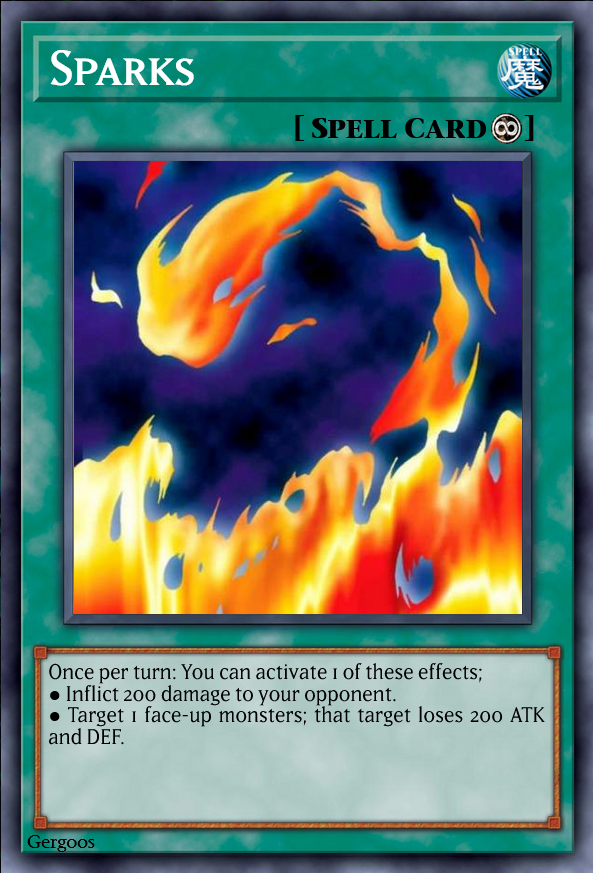 Sparks
SPELL
魔
[ Spell Card ]
Once per turn: You can activate 1 of these effects;
● Inflict 200 damage to your opponent.
● Target 1 face-up monsters; that target loses 200 ATK
and DEF.
Gergoos